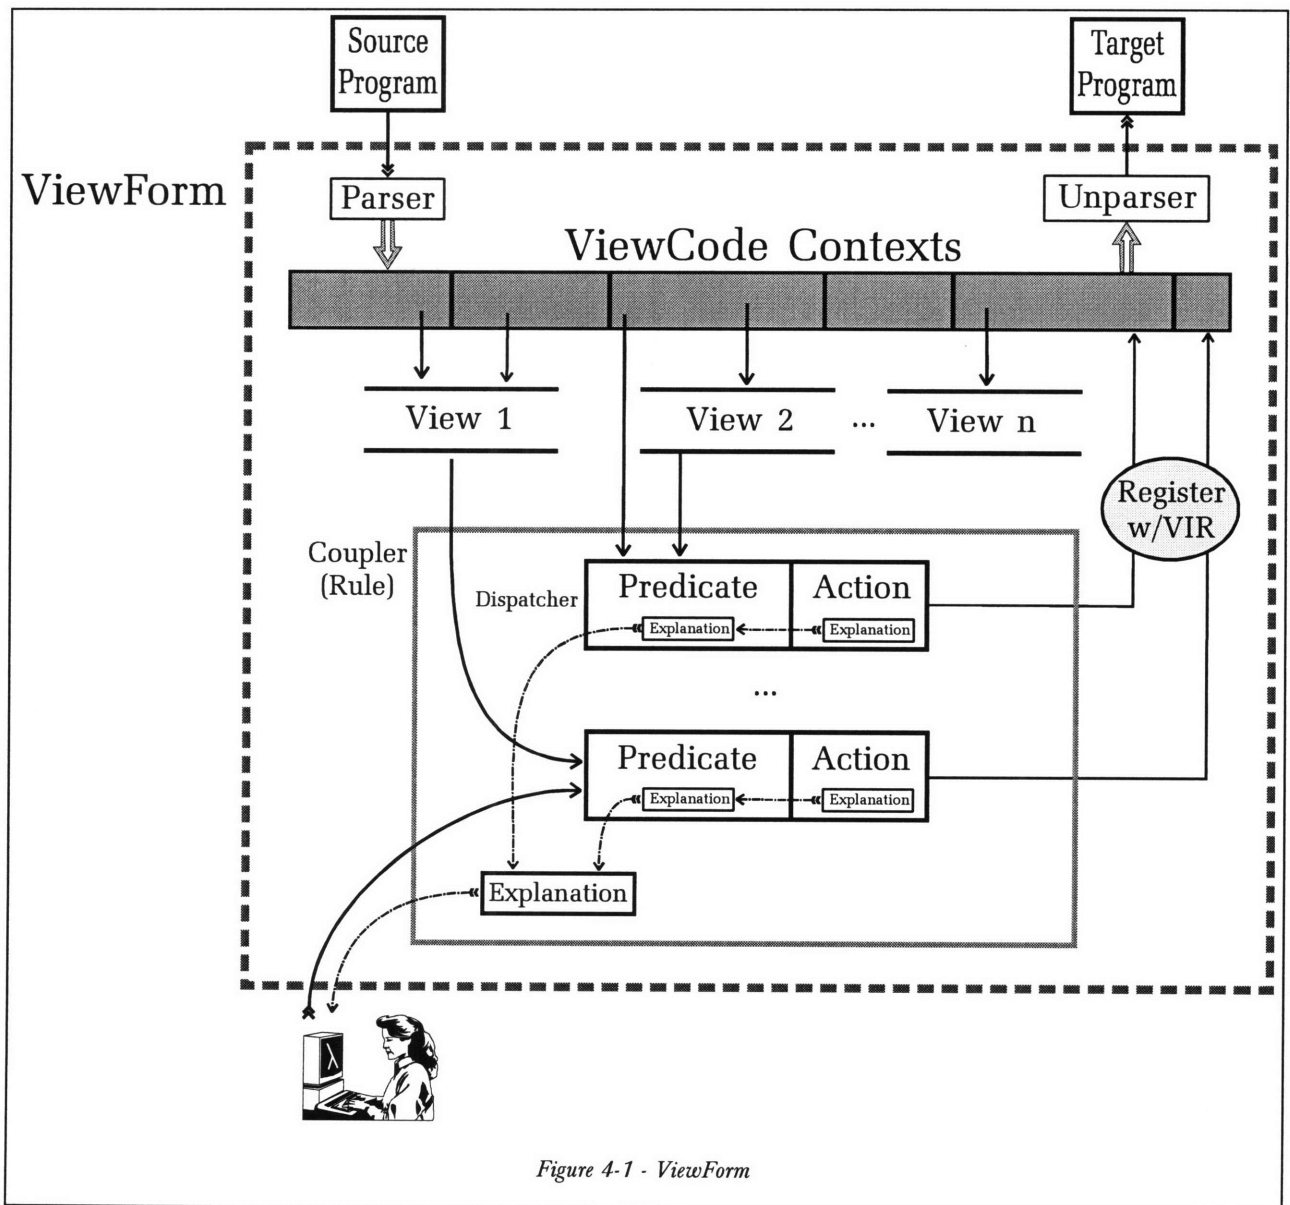 Source
Program
Target
Program
ViewForm
Parser
Unparser
ViewCode Contexts
View 1
View 2
...
View n
Register
w/VIR
Coupler
(Rule)
Dispatcher
Predicate
Action
Explanation
Explanation
...
Predicate
Action
Explanation
Explanation
Explanation
λ
Figure 4-1 - ViewForm